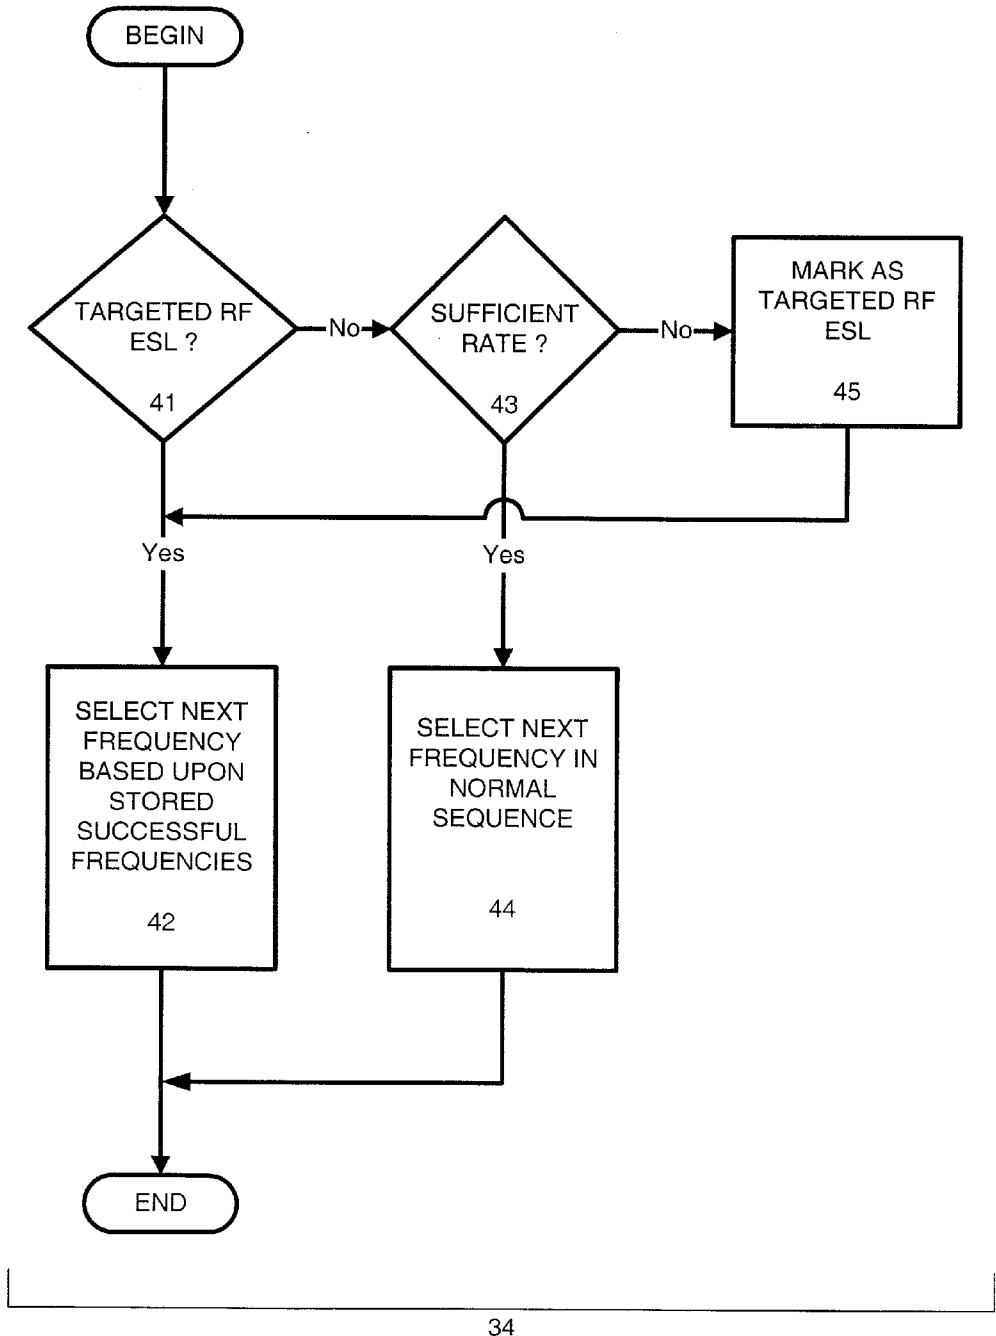 BEGIN
TARGETED RF
ESL ?
41
No
SUFFICIENT
RATE ?
43
No
MARK AS
TARGETED RF
ESL
45
Yes
Yes
SELECT NEXT
FREQUENCY
BASED UPON
STORED
SUCCESSFUL
FREQUENCIES
42
SELECT NEXT
FREQUENCY IN
NORMAL
SEQUENCE
44
END
34